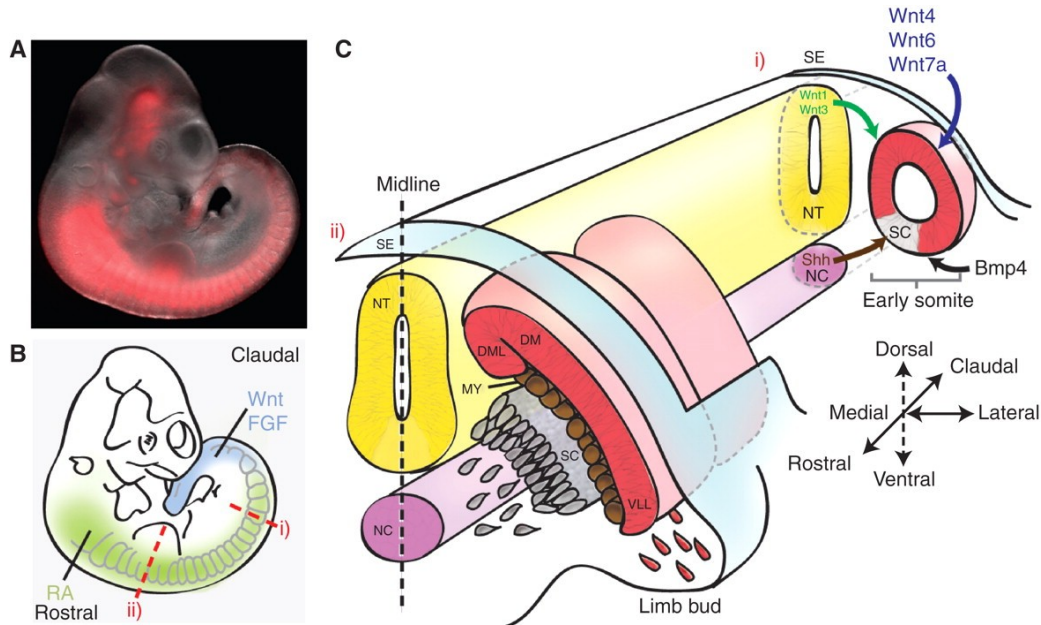 A
B
Claudal
Wnt
FGF
i)
RA
Rostral
ii)
C
Wnt4
Wnt6
Wnt7a
i)
SE
Wnt1
Wnt3
Midline
ii)
SE
NT
NT
SC
Shh
NC
Bmp4
Early somite
DML
DM
MY
SC
VLL
NC
Limb bud
Dorsal
Claudal
Medial
Lateral
Rostral
Ventral